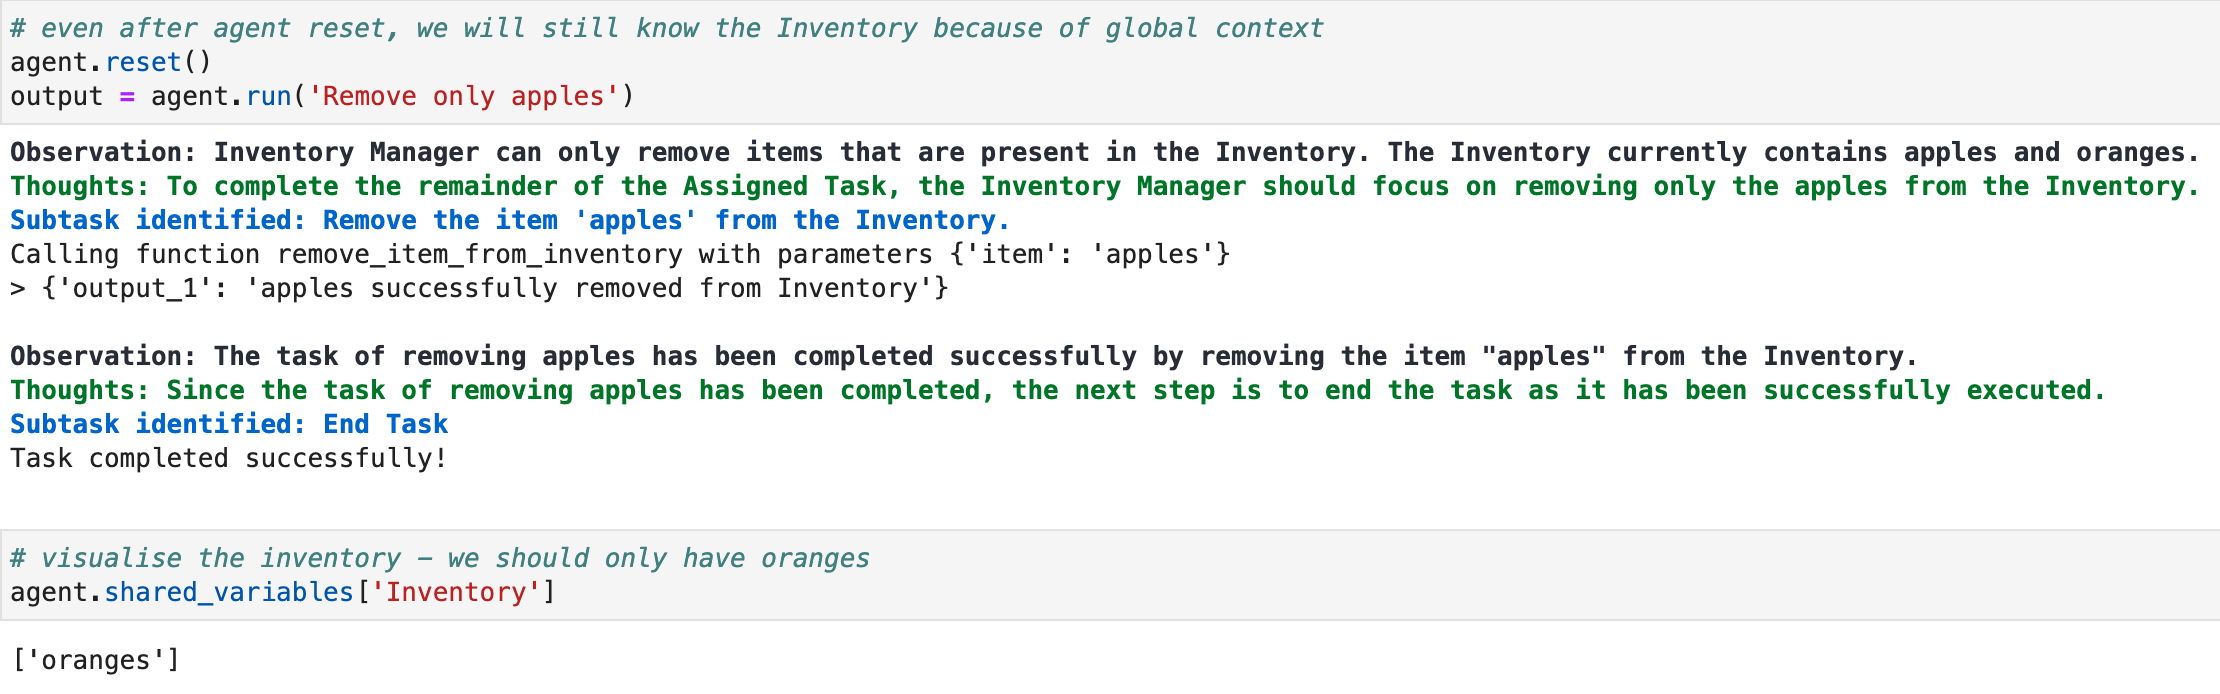 # even after agent reset, we will still know the Inventory because of global context
agent.reset()
output = agent.run('Remove only apples')
Observation: Inventory Manager can only remove items that are present in the Inventory. The Inventory currently contains apples and oranges.
Thoughts: To complete the remainder of the Assigned Task, the Inventory Manager should focus on removing only the apples from the Inventory.
Subtask identified: Remove the item 'apples' from the Inventory.
Calling function remove_item_from_inventory with parameters {'item': 'apples'}
> {'output_1': 'apples successfully removed from Inventory'}
Observation: The task of removing apples has been completed successfully by removing the item "apples" from the Inventory.
Thoughts: Since the task of removing apples has been completed, the next step is to end the task as it has been successfully executed.
Subtask identified: End Task
Task completed successfully!
# visualise the inventory – we should only have oranges
agent.shared_variables['Inventory']
['oranges']